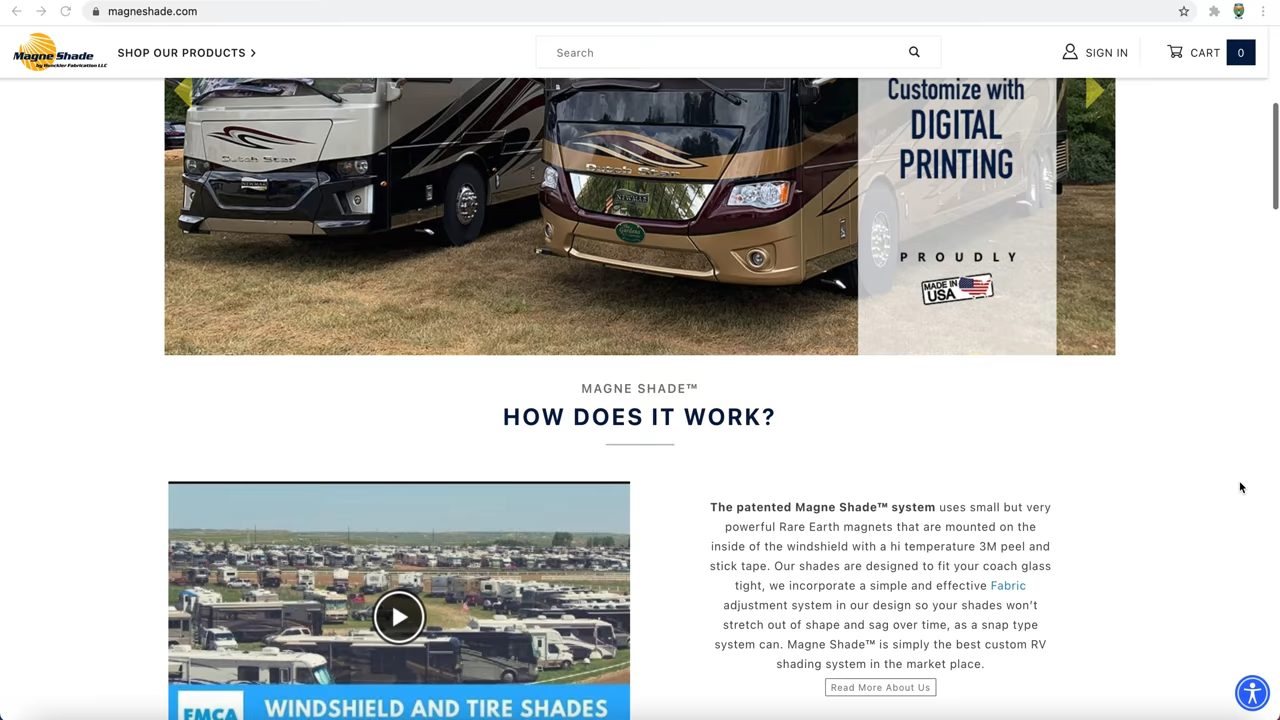 magneshade.com
Magne Shade
by Wunckler Fabrication LLC
SHOP OUR PRODUCTS
Search
SIGN IN
CART
0
Customize with
DIGITAL
PRINTING
Dutch Star
Dutch Star
NEWMAR
PROUDLY
MADE IN
USA
MAGNE SHADE™
HOW DOES IT WORK?
The patented Magne Shade™ system uses small but very
powerful Rare Earth magnets that are mounted on the
inside of the windshield with a hi temperature 3M peel and
stick tape. Our shades are designed to fit your coach glass
tight, we incorporate a simple and effective Fabric
adjustment system in our design so your shades won't
stretch out of shape and sag over time, as a snap type
system can. Magne Shade™ is simply the best custom RV
shading system in the market place.
Read More About Us
FMCA
WINDSHIELD AND TIRE SHADES